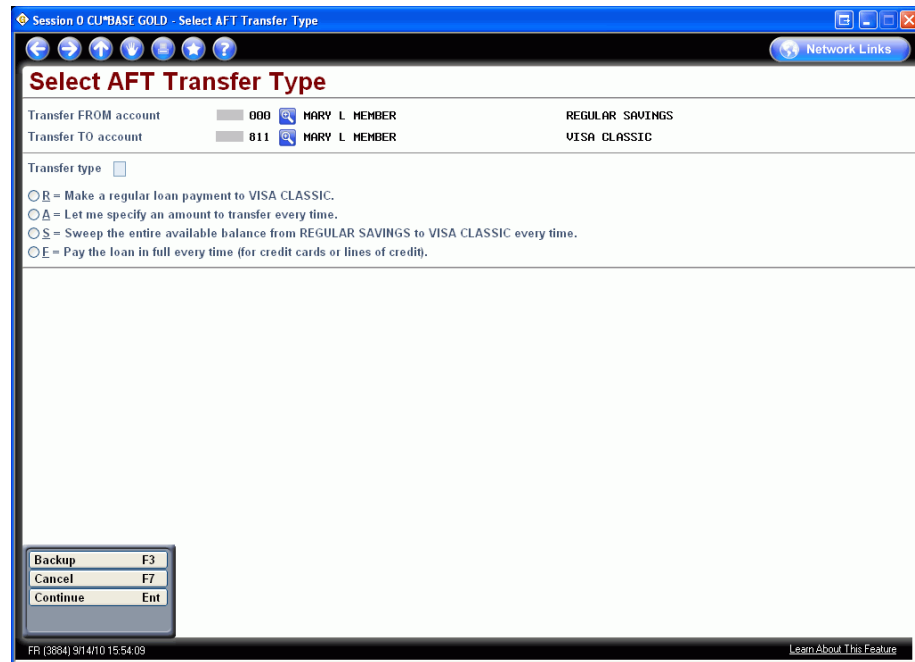 Session 0 CU*BASE GOLD - Select AFT Transfer Type
Network Links
Select AFT Transfer Type
Transfer FROM account 000 MARY L MEMBER REGULAR SAVINGS
Transfer TO account 811 MARY L MEMBER VISA CLASSIC
Transfer type
R = Make a regular loan payment to VISA CLASSIC.
A = Let me specify an amount to transfer every time.
S = Sweep the entire available balance from REGULAR SAVINGS to VISA CLASSIC every time.
F = Pay the loan in full every time (for credit cards or lines of credit).
Backup F3
Cancel F7
Continue Ent
FR (3884) 9/14/10 15:54:09 Learn About This Feature